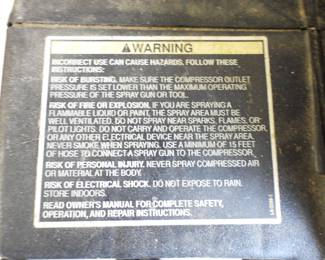 WARNING
INCORRECT USE CAN CAUSE HAZARDS. FOLLOW THESE
INSTRUCTIONS:
RISK OF BURSTING. MAKE SURE THE COMPRESSOR OUTLET
PRESSURE IS SET LOWER THAN THE MAXIMUM OPERATING
PRESSURE OF THE SPRAY GUN OR TOOL.
RISK OF FIRE OR EXPLOSION. IF YOU ARE SPRAYING A
FLAMMABLE LIQUID OR PAINT, THE SPRAY AREA MUST BE
WELL VENTILATED. DO NOT SPRAY NEAR SPARKS, FLAMES, OR
PILOT LIGHTS. DO NOT CARRY AND OPERATE THE COMPRESSOR,
OR ANY OTHER ELECTRICAL DEVICE NEAR THE SPRAY AREA.
NEVER SMOKE WHEN SPRAYING. USE A MINIMUM OF 15 FEET
OF HOSE TO CONNECT A SPRAY GUN TO THE COMPRESSOR.
RISK OF PERSONAL INJURY. NEVER SPRAY COMPRESSED AIR
OR MATERIAL AT THE BODY.
RISK OF ELECTRICAL SHOCK. DO NOT EXPOSE TO RAIN.
STORE INDOORS.
READ OWNER'S MANUAL FOR COMPLETE SAFETY,
OPERATION, AND REPAIR INSTRUCTIONS.